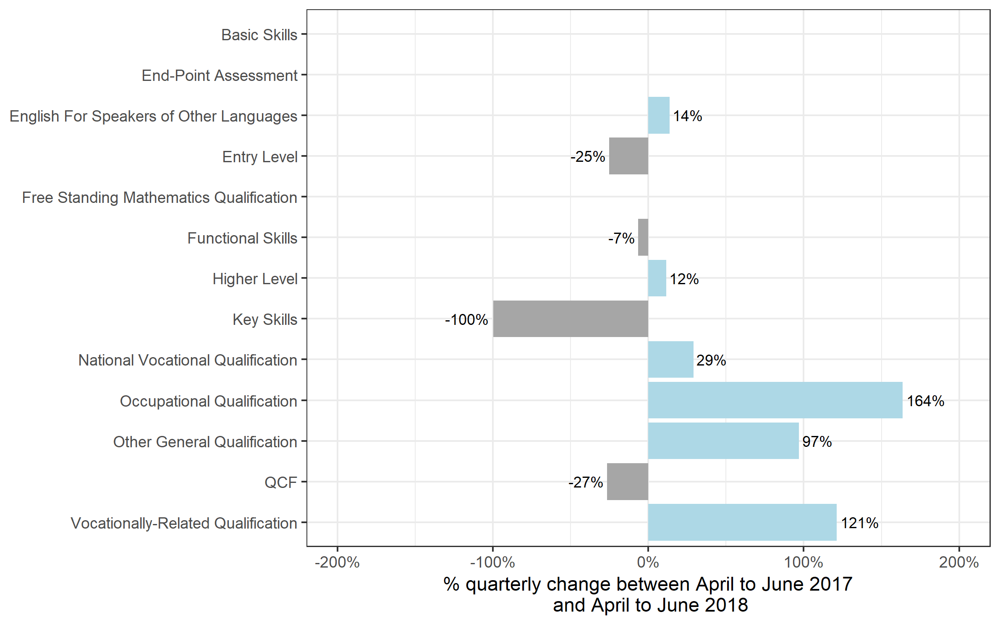 Basic Skills
End-Point Assessment
English For Speakers of Other Languages
14%
Entry Level
-25%
Free Standing Mathematics Qualification
Functional Skills
-7%
Higher Level
12%
Key Skills
-100%
National Vocational Qualification
29%
Occupational Qualification
164%
Other General Qualification
97%
QCF
-27%
Vocationally-Related Qualification
121%
-200%
-100%
0%
100%
200%
% quarterly change between April to June 2017
and April to June 2018